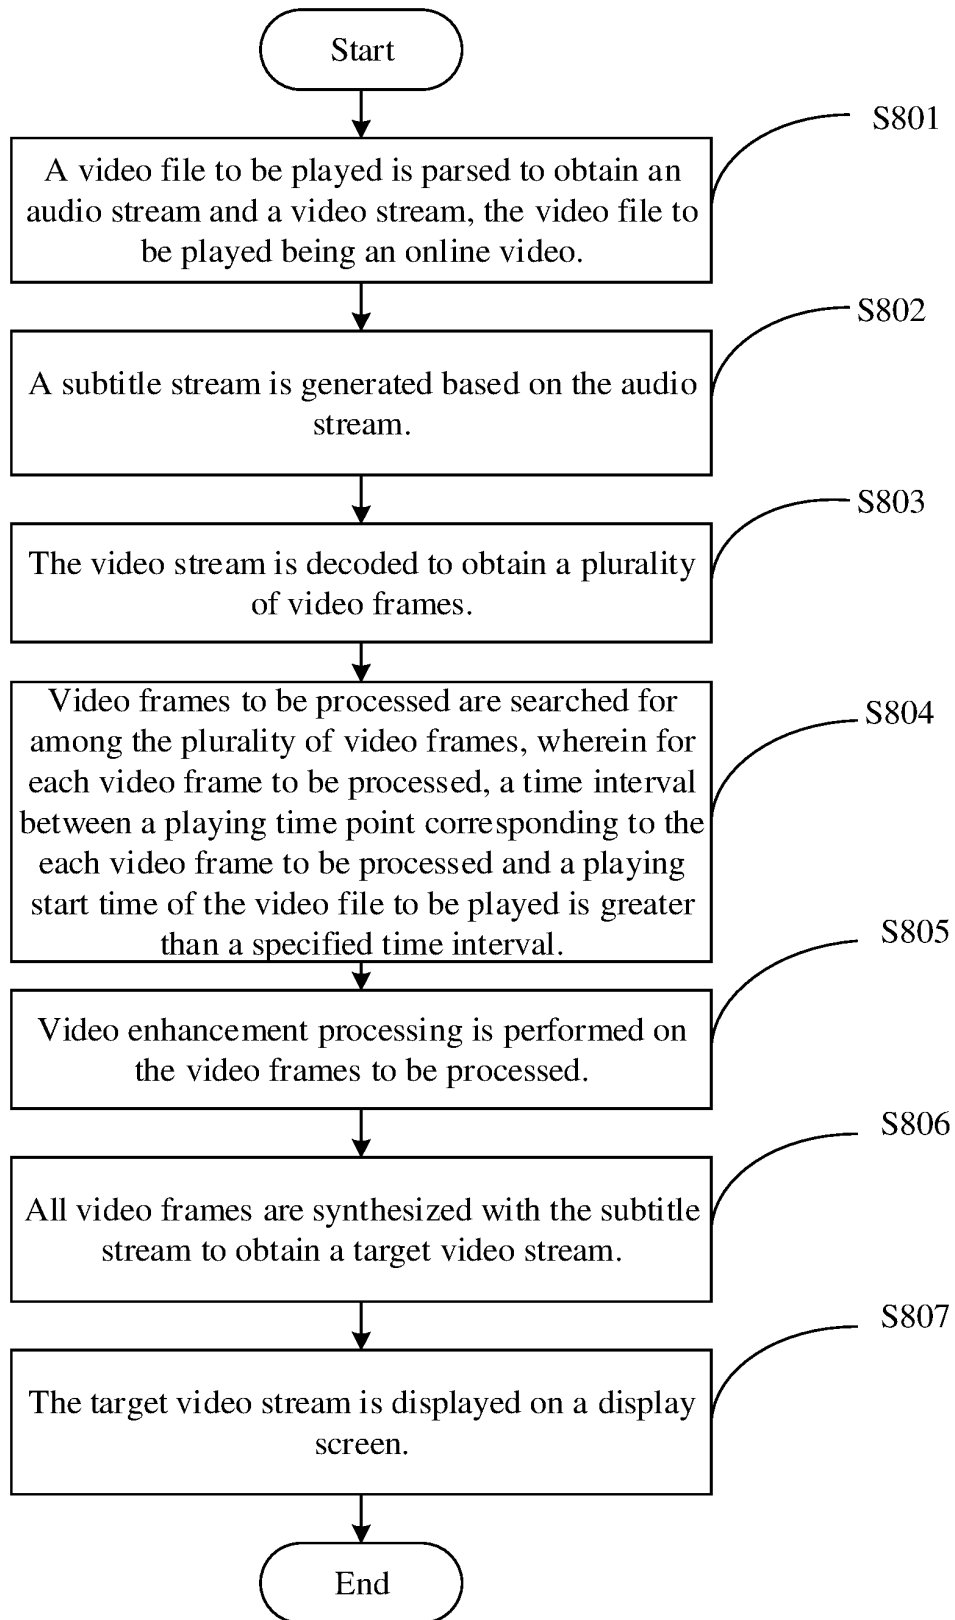 Start
S801
A video file to be played is parsed to obtain an
audio stream and a video stream, the video file to
be played being an online video.
S802
A subtitle stream is generated based on the audio
stream.
S803
The video stream is decoded to obtain a plurality
of video frames.
S804
Video frames to be processed are searched for
among the plurality of video frames, wherein for
each video frame to be processed, a time interval
between a playing time point corresponding to the
each video frame to be processed and a playing
start time of the video file to be played is greater
than a specified time interval.
S805
Video enhancement processing is performed on
the video frames to be processed.
S806
All video frames are synthesized with the subtitle
stream to obtain a target video stream.
S807
The target video stream is displayed on a display
screen.
End